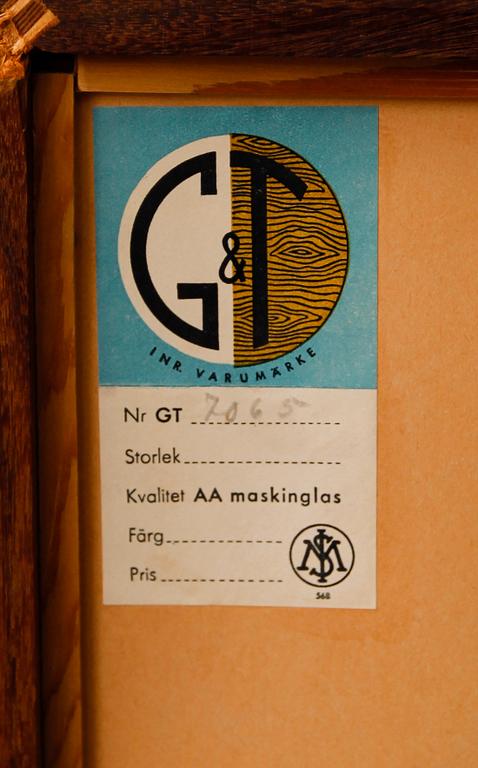 G&T
INR. VARUMÄRKE
Nr GT 7065
Storlek
Kvalitet AA maskinglas
Färg
Pris
568